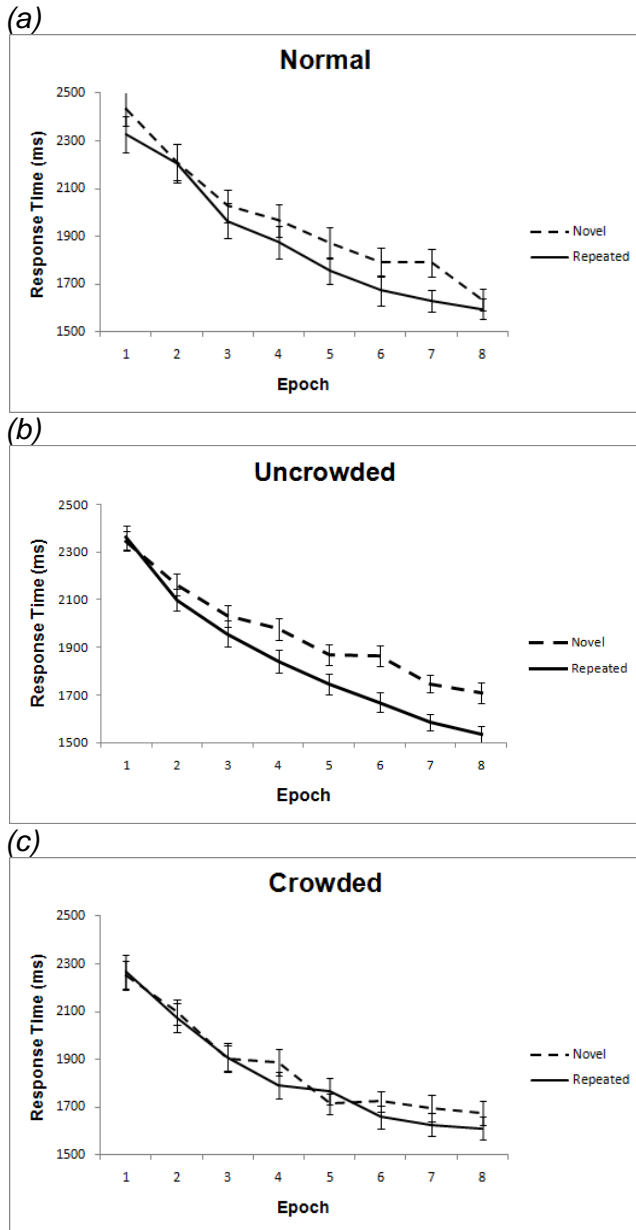 (a)
Normal
2500
2300
2100
1900
1700
1500
Response Time (ms)
1 2 3 4 5 6 7 8
Epoch
Novel
Repeated
(b)
Uncrowded
2500
2300
2100
1900
1700
1500
Response Time (ms)
1 2 3 4 5 6 7 8
Epoch
Novel
Repeated
(c)
Crowded
2500
2300
2100
1900
1700
1500
Response Time (ms)
1 2 3 4 5 6 7 8
Epoch
Novel
Repeated